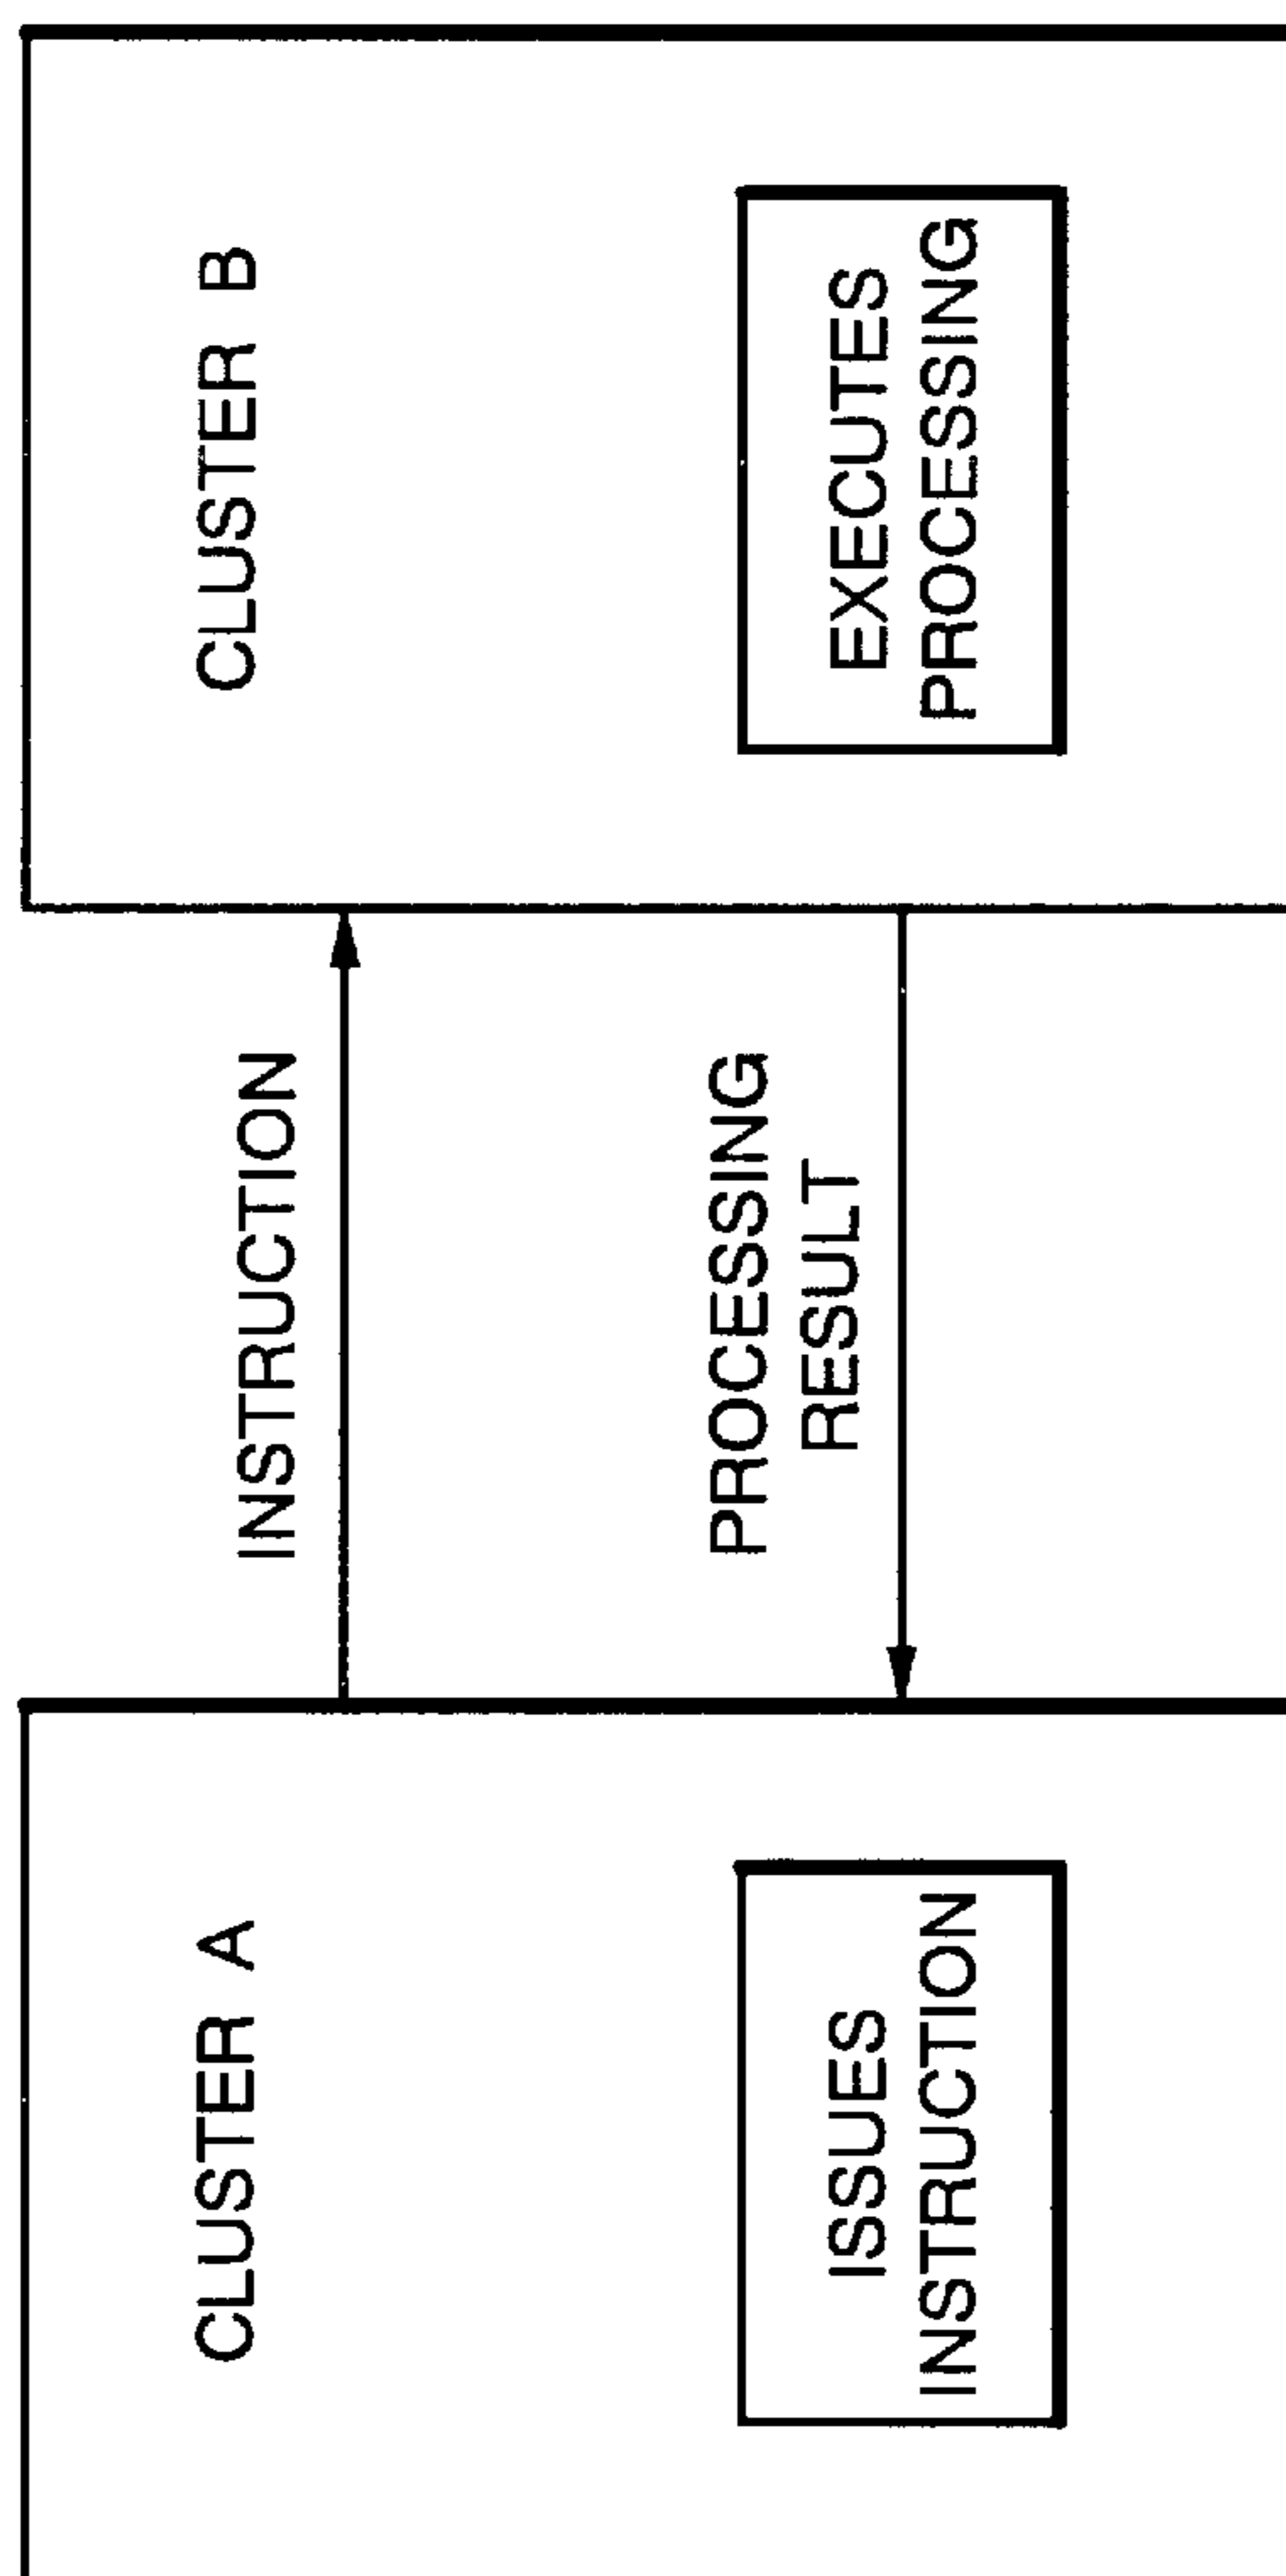 CLUSTER A
ISSUES
INSTRUCTION
INSTRUCTION
PROCESSING
RESULT
CLUSTER B
EXECUTES
PROCESSING